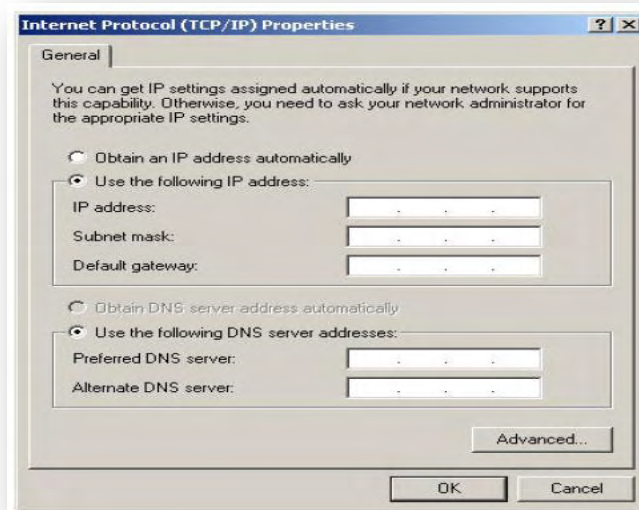 Internet Protocol (TCP/IP) Properties
General
You can get IP settings assigned automatically if your network supports
this capability. Otherwise, you need to ask your network administrator for
the appropriate IP settings.
Obtain an IP address automatically
Use the following IP address:
IP address:
Subnet mask:
Default gateway:
Obtain DNS server address automatically
Use the following DNS server addresses:
Preferred DNS server:
Alternate DNS server:
Advanced...
OK Cancel